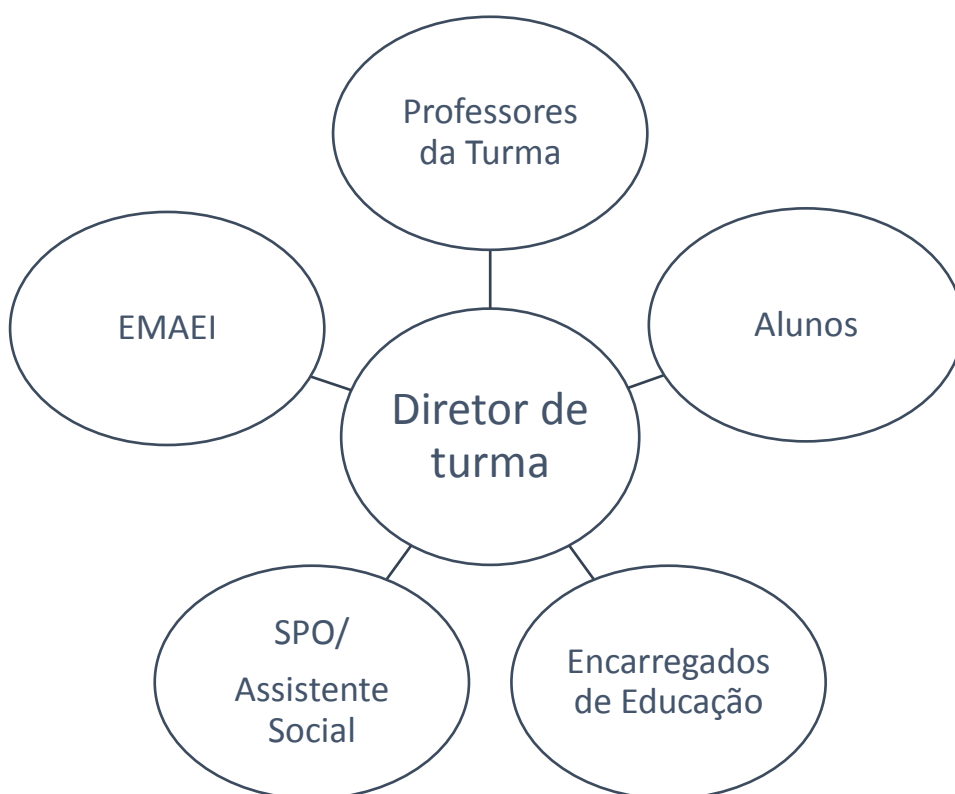 Professores
da Turma
EMAEI
Alunos
Diretor de
turma
SPO/
Assistente
Social
Encarregados
de Educação